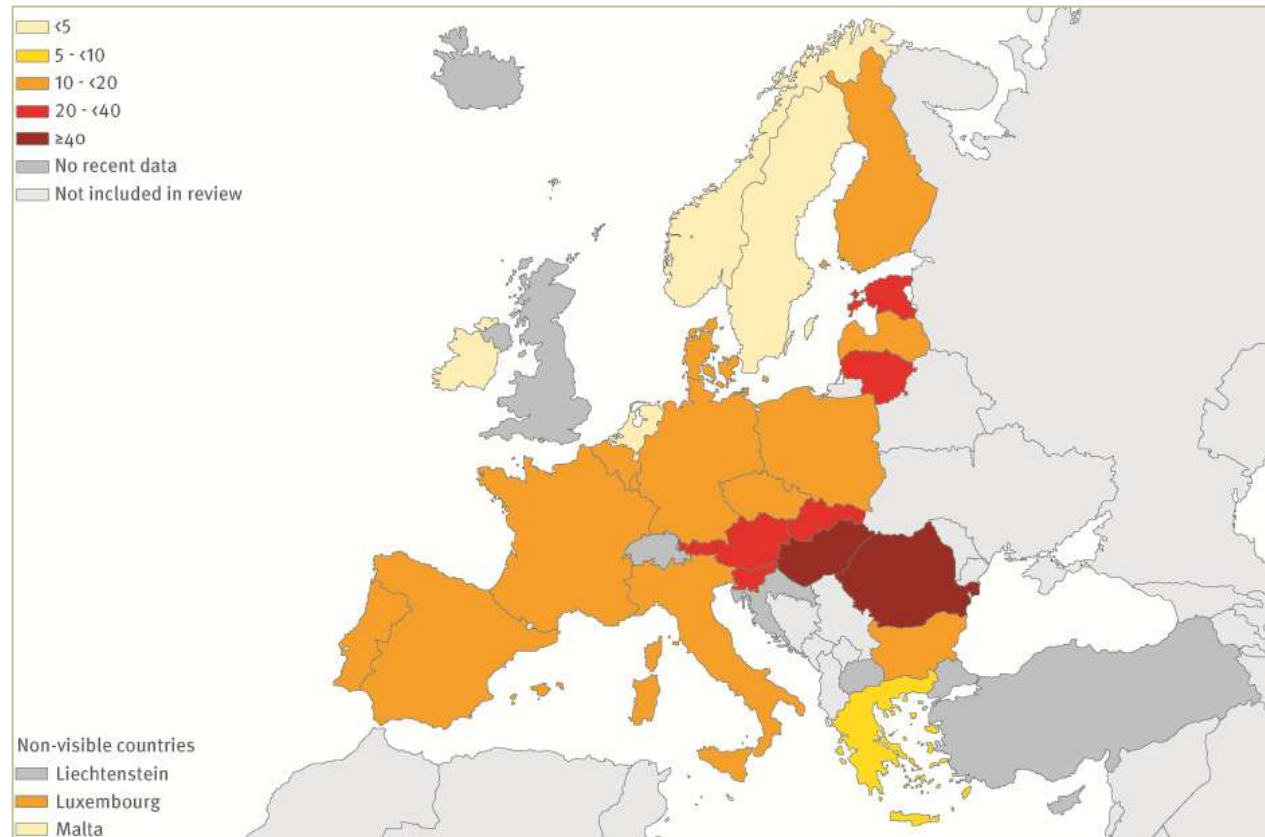 <5
5 - <10
10 - <20
20 - <40
≥40
No recent data
Not included in review
Non-visible countries
Liechtenstein
Luxembourg
Malta